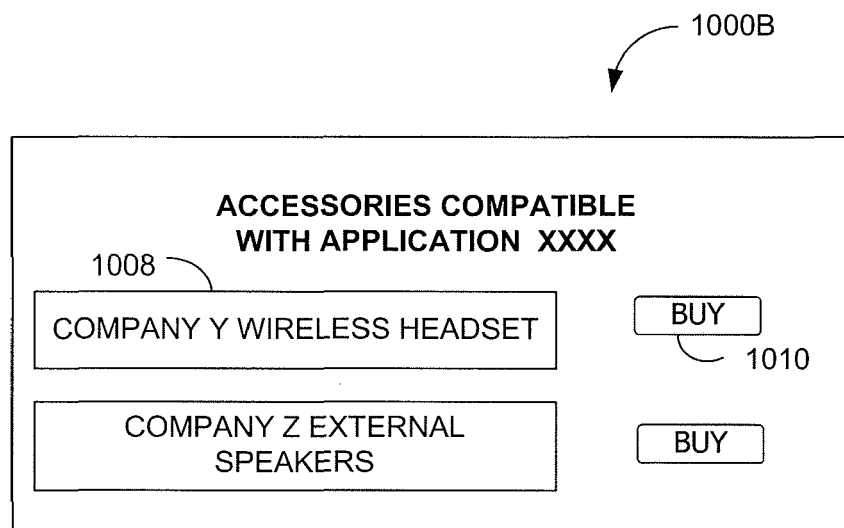 1000B
ACCESSORIES COMPATIBLE
WITH APPLICATION XXXX
1008
COMPANY Y WIRELESS HEADSET
BUY
1010
COMPANY Z EXTERNAL
SPEAKERS
BUY